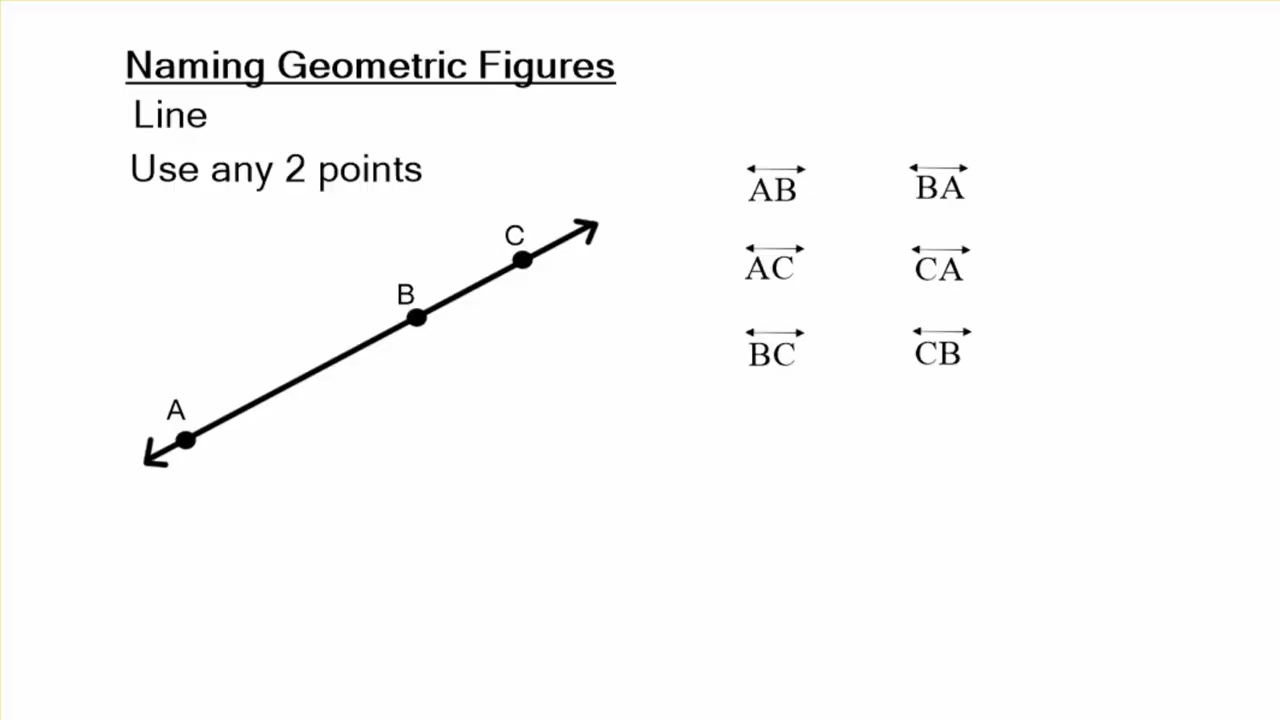 Naming Geometric Figures
Line
Use any 2 points
AB BA
C
AC CA
B
BC CB
A